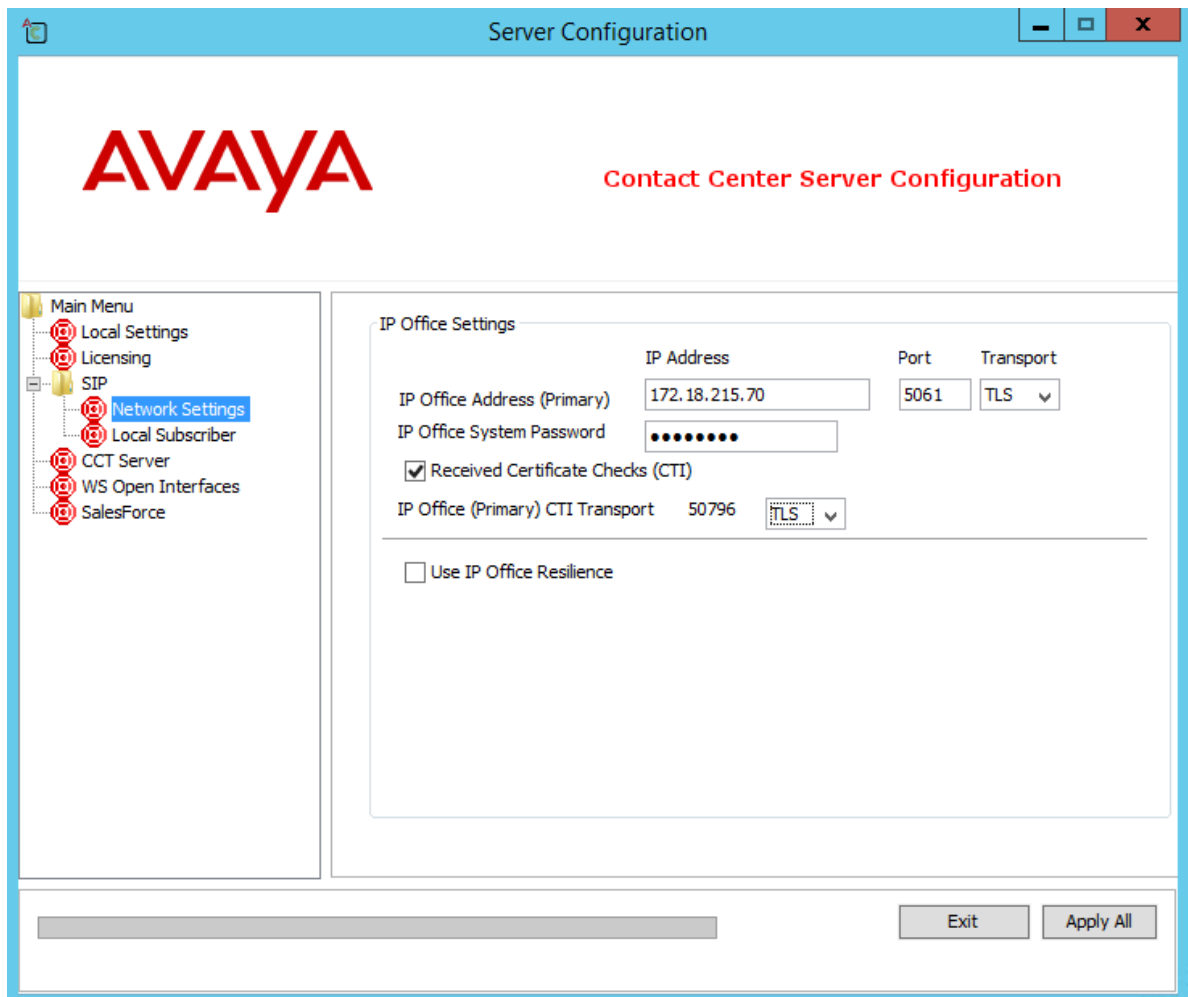 Server Configuration
AVAYA
Contact Center Server Configuration
Main Menu
Local Settings
Licensing
SIP
Network Settings
Local Subscriber
CCT Server
WS Open Interfaces
SalesForce
IP Office Settings
IP Address Port Transport
IP Office Address (Primary) 172.18.215.70 5061 TLS
IP Office System Password ••••••••
Received Certificate Checks (CTI)
IP Office (Primary) CTI Transport 50796 TLS
Use IP Office Resilience
Exit Apply All